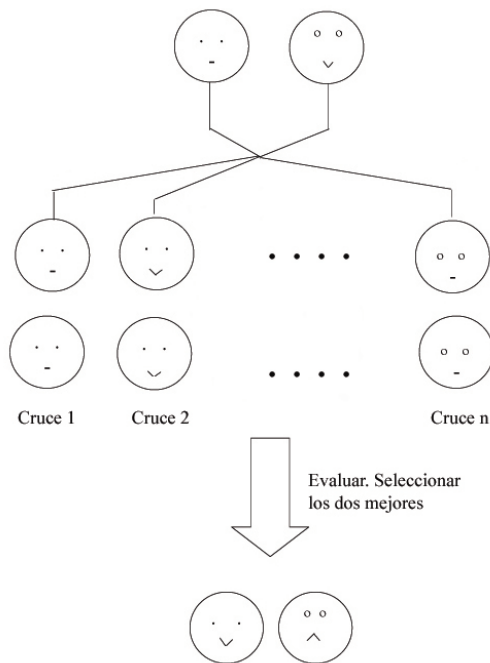 Cruce 1
Cruce 2
Cruce n
Evaluar. Seleccionar
los dos mejores